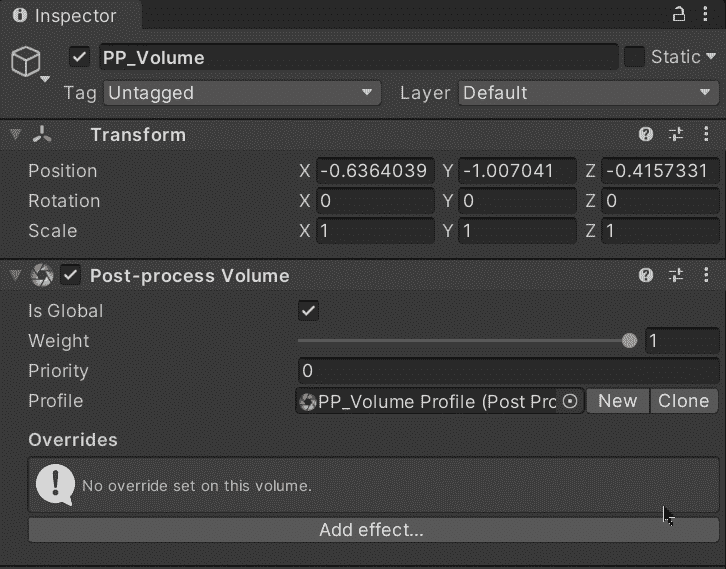 Inspector
PP_Volume Static
Tag Untagged Layer Default
Transform
Position X -0.6364039 Y -1.007041 Z -0.4157331
Rotation X 0 Y 0 Z 0
Scale X 1 Y 1 Z 1
Post-process Volume
Is Global
Weight 1
Priority 0
Profile PP_Volume Profile (Post Pro New Clone
Overrides
No override set on this volume.
Add effect...